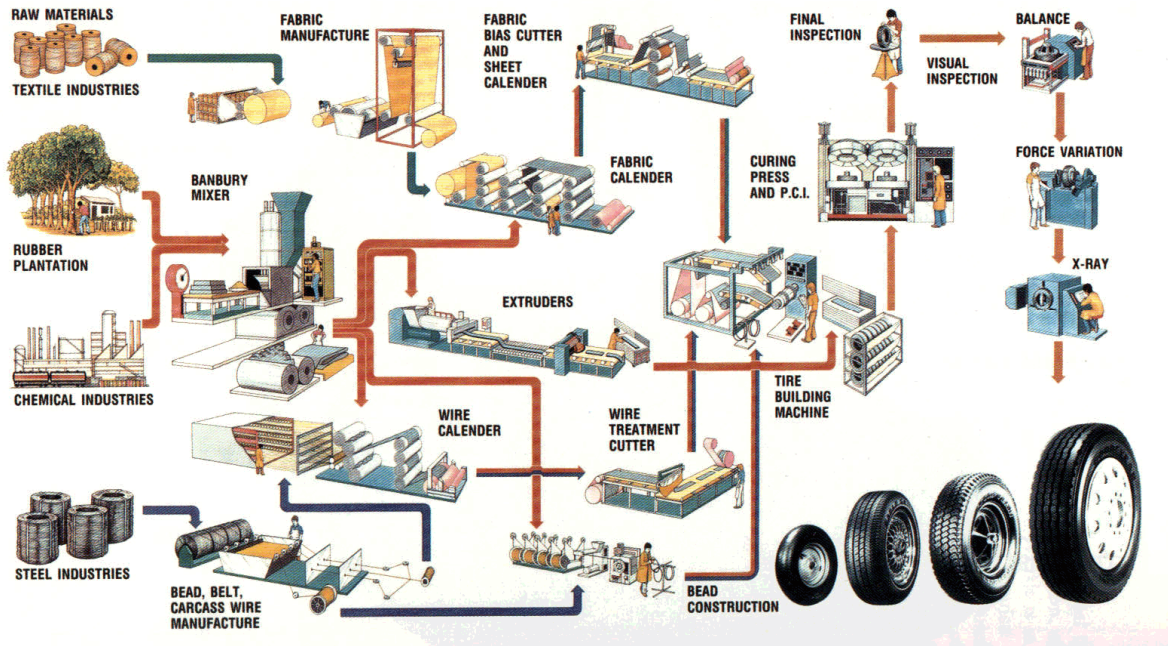 RAW MATERIALS
TEXTILE INDUSTRIES
FABRIC
MANUFACTURE
FABRIC
BIAS CUTTER
AND
SHEET
CALENDER
FINAL
INSPECTION
VISUAL
INSPECTION
BALANCE
RUBBER
PLANTATION
BANBURY
MIXER
FABRIC
CALENDER
CURING
PRESS
AND P.C.I.
FORCE VARIATION
X-RAY
CHEMICAL INDUSTRIES
EXTRUDERS
TIRE
BUILDING
MACHINE
WIRE
CALENDER
WIRE
TREATMENT
CUTTER
STEEL INDUSTRIES
BEAD, BELT,
CARCASS WIRE
MANUFACTURE
BEAD
CONSTRUCTION